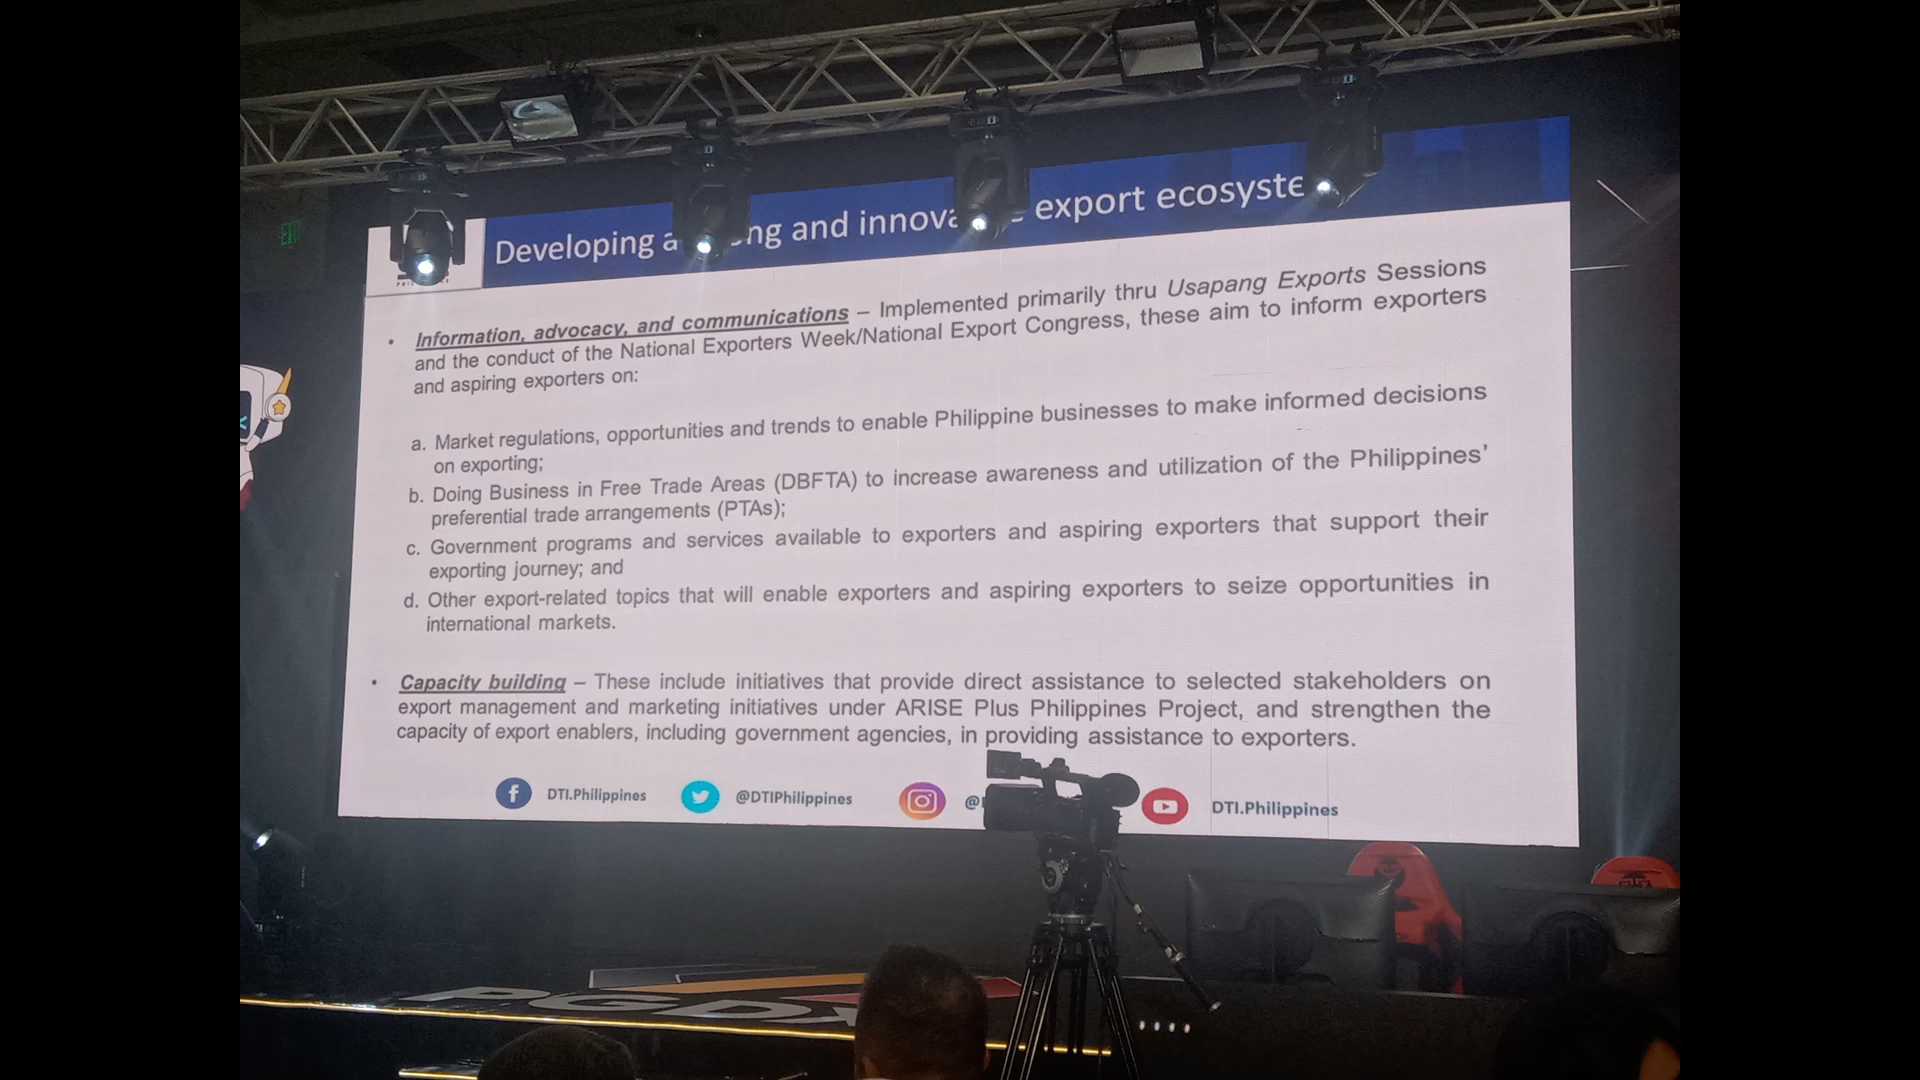 EXIT
Developing a ng and innova export ecosyste
• Information, advocacy, and communications – Implemented primarily thru Usapang Exports Sessions
and the conduct of the National Exporters Week/National Export Congress, these aim to inform exporters
and aspiring exporters on:
a. Market regulations, opportunities and trends to enable Philippine businesses to make informed decisions
on exporting;
b. Doing Business in Free Trade Areas (DBFTA) to increase awareness and utilization of the Philippines’
preferential trade arrangements (PTAs);
c. Government programs and services available to exporters and aspiring exporters that support their
exporting journey; and
d. Other export-related topics that will enable exporters and aspiring exporters to seize opportunities in
international markets.
• Capacity building – These include initiatives that provide direct assistance to selected stakeholders on
export management and marketing initiatives under ARISE Plus Philippines Project, and strengthen the
capacity of export enablers, including government agencies, in providing assistance to exporters.
DTI.Philippines @DTIPhilippines @ DTI.Philippines
PGDX